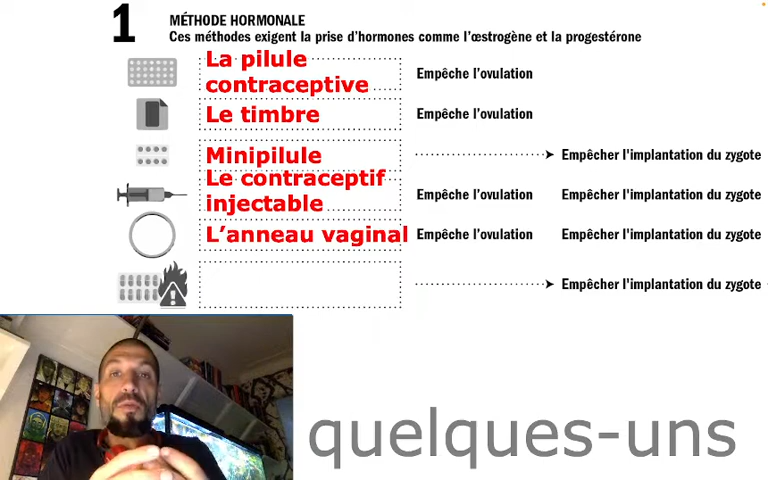 1
MÉTHODE HORMONALE
Ces méthodes exigent la prise d'hormones comme l'œstrogène et la progestérone
La pilule
contraceptive
Empêche l'ovulation
Le timbre
Empêche l'ovulation
Minipilule
Empêcher l'implantation du zygote
Le contraceptif
injectable
Empêche l'ovulation
Empêcher l'implantation du zygote
L'anneau vaginal
Empêche l'ovulation
Empêcher l'implantation du zygote
Empêcher l'implantation du zygote
quelques-uns